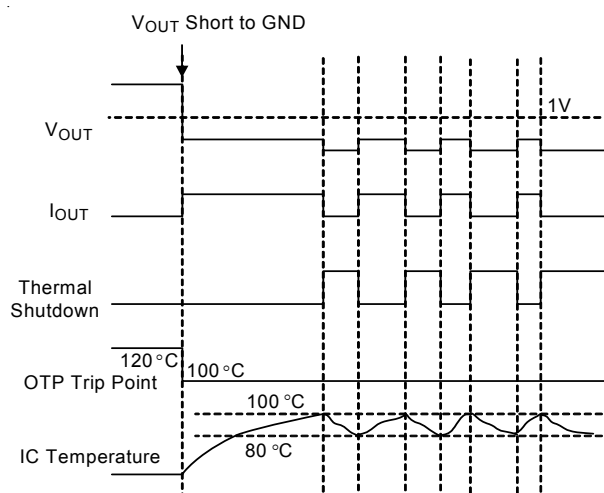 VOUT Short to GND
1V
VOUT
IOUT
Thermal
Shutdown
120 °C
100 °C
OTP Trip Point
100 °C
80 °C
IC Temperature